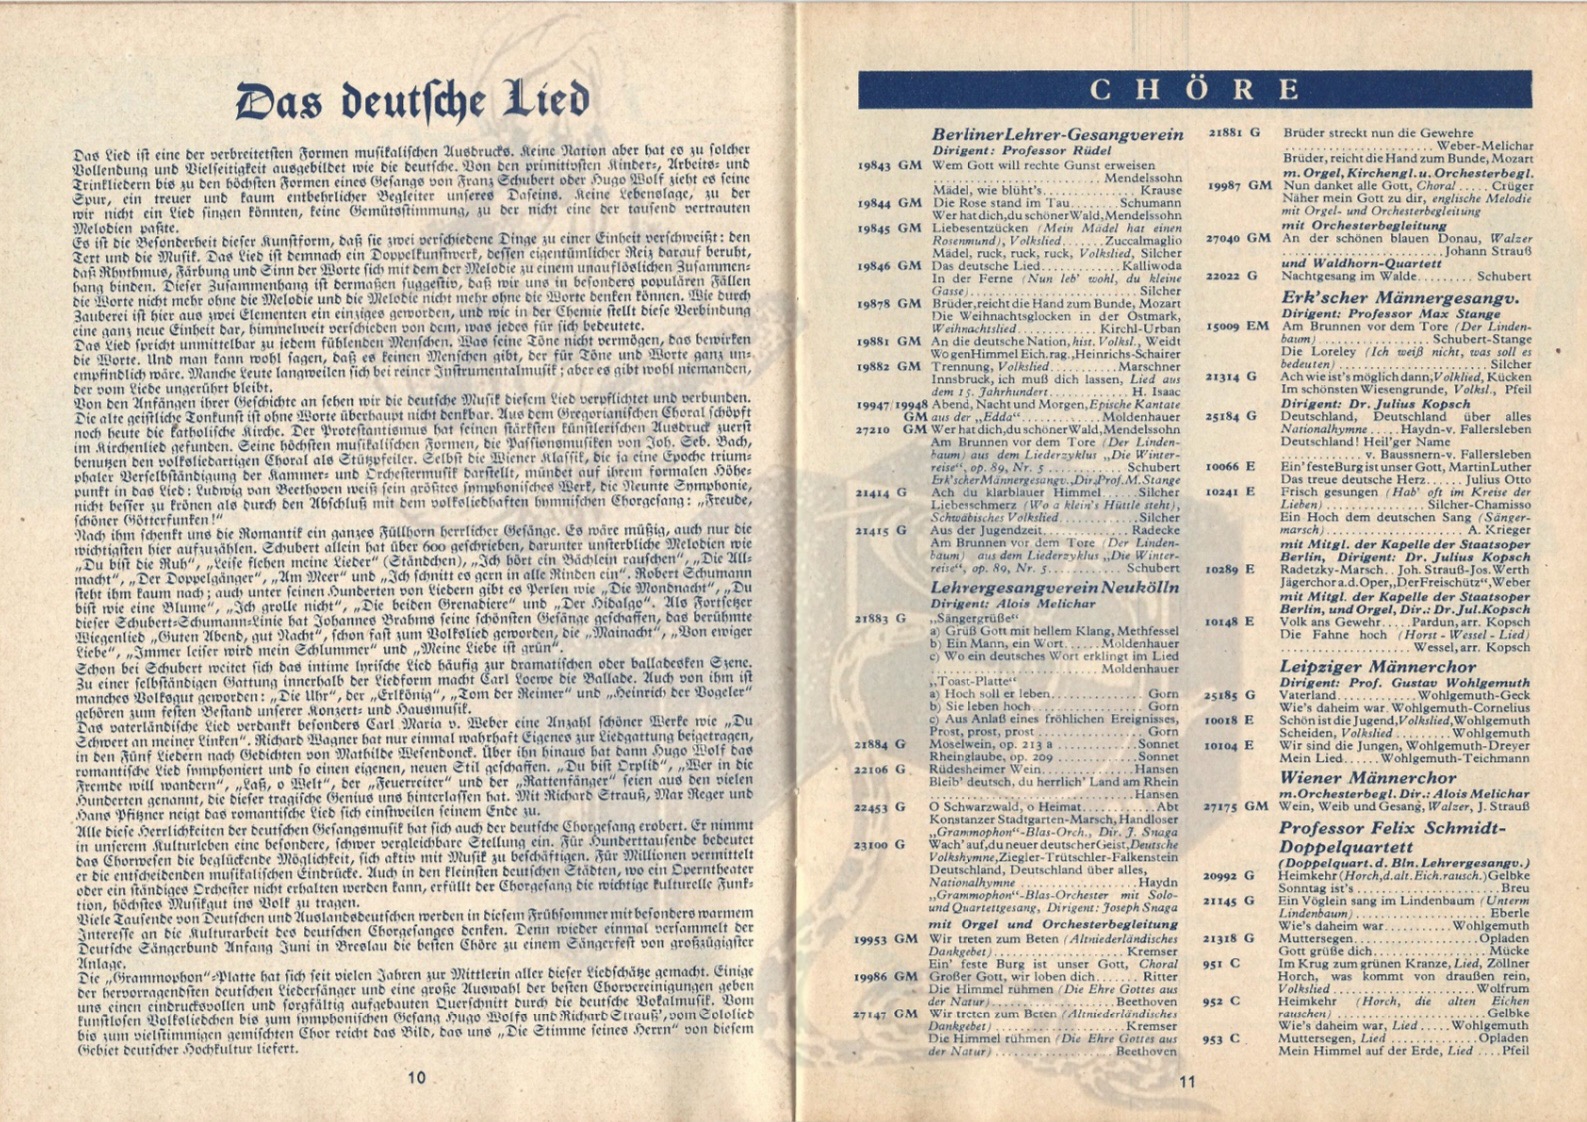 Das deutsche Lied
Das Lied ist eine der verbreitetsten Formen musikalischen Ausdrucks. Keine Nation aber hat es zu solcher
Vollendung und Vielseitigkeit ausgebildet wie die deutsche. Von den primitivsten Kinder-, Arbeits- und
Trinkliedern bis zu den höchsten Formen eines Gesangs von Franz Schubert oder Hugo Wolf zieht es seine
Spur, ein treuer und kaum entbehrlicher Begleiter unseres Daseins. Keine Lebenslage, zu der
wir nicht ein Lied singen könnten, keine Gemütsstimmung, zu der nicht eine der tausend vertrauten
Melodien paßte.
Es ist die Besonderheit dieser Kunstform, daß sie zwei verschiedene Dinge zu einer Einheit verschweißt: den
Text und die Musik. Das Lied ist demnach ein Doppelkunstwerk, dessen eigentümlicher Reiz darauf beruht,
daß Rhythmus, Färbung und Sinn der Worte sich mit dem der Melodie zu einem unauflöslichen Zusammen-
hang binden. Dieser Zusammenhang ist dermaßen suggestiv, daß wir uns in besonders populären Fällen
die Worte nicht mehr ohne die Melodie und die Melodie nicht mehr ohne die Worte denken können. Wie durch
Zauberei ist hier aus zwei Elementen ein einziges geworden, und wie in der Chemie stellt diese Verbindung
eine ganz neue Einheit dar, himmelweit verschieden von dem, was jedes für sich bedeutete.
Das Lied spricht unmittelbar zu jedem fühlenden Menschen. Was seine Töne nicht vermögen, das bewirken
die Worte. Und man kann wohl sagen, daß es keinen Menschen gibt, der für Töne und Worte ganz un-
empfindlich wäre. Manche Leute langweilen sich bei reiner Instrumentalmusik; aber es gibt wohl niemanden,
der vom Liede ungerührt bleibt.
Von den Anfängen ihrer Geschichte an sehen wir die deutsche Musik diesem Lied verpflichtet und verbunden.
Die alte geistliche Tonkunst ist ohne Worte überhaupt nicht denkbar. Aus dem Gregorianischen Choral schöpft
noch heute die katholische Kirche. Der Protestantismus hat seinen stärksten künstlerischen Ausdruck zuerst
im Kirchenlied gefunden. Seine höchsten musikalischen Formen, die Passionsmusiken von Joh. Seb. Bach,
benutzen den volksliedartigen Choral als Stützpfeiler. Selbst die Wiener Klassik, die ja eine Epoche trium-
phaler Verselbständigung der Kammer- und Orchestermusik darstellt, mündet auf ihrem formalen Höhe-
punkt in das Lied: Ludwig van Beethoven weiß sein größtes symphonisches Werk, die Neunte Symphonie,
nicht besser zu krönen als durch den Abschluß mit dem volksliedhaften hymnischen Chorgesang: „Freude,
schöner Götterfunken!“
Nach ihm schenkt uns die Romantik ein ganzes Füllhorn herrlicher Gesänge. Es wäre müßig, auch nur die
wichtigsten hier aufzuzählen. Schubert allein hat über 600 geschrieben, darunter unsterbliche Melodien wie
„Du bist die Ruh“, „Leise flehen meine Lieder“ (Ständchen), „Ich hört ein Bächlein rauschen“, „Die All-
macht“, „Der Doppelgänger“, „Am Meer“ und „Ich schnitt es gern in alle Rinden ein“. Robert Schumann
steht ihm kaum nach; auch unter seinen Hunderten von Liedern gibt es Perlen wie „Die Mondnacht“, „Du
bist wie eine Blume“, „Ich grolle nicht“, „Die beiden Grenadiere“ und „Der Hidalgo“. Als Fortsetzer
dieser Schubert-Schumann-Linie hat Johannes Brahms seine schönsten Gesänge geschaffen, das berühmte
Wiegenlied „Guten Abend, gut Nacht“, schon fast zum Volkslied geworden, die „Mainacht“, „Von ewiger
Liebe“, „Immer leiser wird mein Schlummer“ und „Meine Liebe ist grün“.
Schon bei Schubert weitet sich das intime lyrische Lied häufig zur dramatischen oder balladesken Szene.
Zu einer selbständigen Gattung innerhalb der Liedform macht Carl Loewe die Ballade. Auch von ihm ist
manches Volksgut geworden: „Die Uhr“, der „Erlkönig“, „Tom der Reimer“ und „Heinrich der Vogeler“
gehören zum festen Bestand unserer Konzert- und Hausmusik.
Das vaterländische Lied verdankt besonders Carl Maria v. Weber eine Anzahl schöner Werke wie „Du
Schwert an meiner Linken“. Richard Wagner hat nur einmal wahrhaft Eigenes zur Liedgattung beigetragen,
in den Fünf Liedern nach Gedichten von Mathilde Wesendonck. Über ihn hinaus hat dann Hugo Wolf das
romantische Lied symphoniert und so einen eigenen, neuen Stil geschaffen. „Du bist Orplid“, „Wer in die
Fremde will wandern“, „Laß, o Welt“, der „Feuerreiter“ und der „Rattenfänger“ seien aus den vielen
Hunderten genannt, die dieser tragische Genius uns hinterlassen hat. Mit Richard Strauß, Max Reger und
Hans Pfitzner neigt das romantische Lied sich einstweilen seinem Ende zu.
Alle diese Herrlichkeiten der deutschen Gesangsmusik hat sich auch der deutsche Chorgesang erobert. Er nimmt
in unserem Kulturleben eine besondere, schwer vergleichbare Stellung ein. Für Hunderttausende bedeutet
das Chorwesen die beglückende Möglichkeit, sich aktiv mit Musik zu beschäftigen. Für Millionen vermittelt
er die entscheidenden musikalischen Eindrücke. Auch in den kleinsten deutschen Städten, wo ein Operntheater
oder ein ständiges Orchester nicht erhalten werden kann, erfüllt der Chorgesang die wichtige kulturelle Funk-
tion, höchstes Musikgut ins Volk zu tragen.
Viele Tausende von Deutschen und Auslandsdeutschen werden in diesem Frühsommer mit besonders warmem
Interesse an die Kulturarbeit des deutschen Chorgesanges denken. Denn wieder einmal versammelt der
Deutsche Sängerbund Anfang Juni in Breslau die besten Chöre zu einem Sängerfest von großzügigster
Anlage.
Die „Grammophon“-Platte hat sich seit vielen Jahren zur Mittlerin aller dieser Liedschätze gemacht. Einige
der hervorragendsten deutschen Liedersänger und eine große Auswahl der besten Chorvereinigungen geben
uns einen eindrucksvollen und sorgfältig aufgebauten Querschnitt durch die deutsche Vokalmusik. Vom
kunstlosen Volksliedchen bis zum symphonischen Gesang Hugo Wolfs und Richard Strauß', vom Sololied
bis zum vielstimmigen gemischten Chor reicht das Bild, das uns „Die Stimme seines Herrn“ von diesem
Gebiet deutscher Hochkultur liefert.
10
CHÖRE
Berliner Lehrer-Gesangverein
Dirigent: Professor Rüdel
19843 GM Wem Gott will rechte Gunst erweisen
.......................... Mendelssohn
Mädel, wie blüht's............. Krause
19844 GM Die Rose stand im Tau....... Schumann
Wer hat dich, du schöner Wald, Mendelssohn
19845 GM Liebesentzücken (Mein Mädel hat einen
Rosenmund), Volkslied.......Zuccalmaglio
Mädel, ruck, ruck, ruck, Volkslied, Silcher
19846 GM Das deutsche Lied...........Kalliwoda
In der Ferne (Nun leb' wohl, du kleine
Gasse)........................ Silcher
19878 GM Brüder, reicht die Hand zum Bunde, Mozart
Die Weihnachtsglocken in der Ostmark,
Weihnachtslied............ Kirchl-Urban
19881 GM An die deutsche Nation, hist. Volksl., Weidt
Wo gen Himmel Eich. rag., Heinrichs-Schairer
19882 GM Trennung, Volkslied.......... Marschner
Innsbruck, ich muß dich lassen, Lied aus
dem 15. Jahrhundert.......... H. Isaac
19947/19948 Abend, Nacht und Morgen, Epische Kantate
GM aus der „Edda“............ Moldenhauer
27210 GM Wer hat dich, du schöner Wald, Mendelssohn
Am Brunnen vor dem Tore (Der Linden-
baum) aus dem Liederzyklus „Die Winter-
reise“, op. 89, Nr. 5 ........... Schubert
Erk'scher Männergesangv., Dir. Prof. M. Stange
21414 G Ach du klarblauer Himmel..... Silcher
Liebesschmerz (Wo a klein's Hüttle steht),
Schwäbisches Volkslied...........Silcher
21415 G Aus der Jugendzeit............. Radecke
Am Brunnen vor dem Tore (Der Linden-
baum) aus dem Liederzyklus „Die Winter-
reise“, op. 89, Nr. 5........... Schubert
Lehrergesangverein Neukölln
Dirigent: Alois Melichar
21883 G „Sängergrüße“
a) Grüß Gott mit hellem Klang, Methfessel
b) Ein Mann, ein Wort...... Moldenhauer
c) Wo ein deutsches Wort erklingt im Lied
......................... Moldenhauer
„Toast-Platte“
a) Hoch soll er leben.............. Gorn
b) Sie leben hoch................. Gorn
c) Aus Anlaß eines fröhlichen Ereignisses,
Prost, prost, prost ................ Gorn
21884 G Moselwein, op. 213 a ............ Sonnet
Rheinglaube, op. 209 ............. Sonnet
22106 G Rüdesheimer Wein.............. Hansen
Bleib' deutsch, du herrlich' Land am Rhein
............................... Hansen
22453 G O Schwarzwald, o Heimat.......... Abt
Konstanzer Stadtgarten-Marsch, Handloser
„Grammophon“-Blas-Orch., Dir. J. Snaga
23100 G Wach' auf, du neuer deutscher Geist, Deutsche
Volkshymne, Ziegler-Trütschler-Falkenstein
Deutschland, Deutschland über alles,
Nationalhymne .................. Haydn
„Grammophon“-Blas-Orchester mit Solo-
und Quartettgesang, Dirigent: Joseph Snaga
mit Orgel und Orchesterbegleitung
19953 GM Wir treten zum Beten (Altniederländisches
Dankgebet) ................... Kremser
Ein' feste Burg ist unser Gott, Choral
19986 GM Großer Gott, wir loben dich....... Ritter
Die Himmel rühmen (Die Ehre Gottes aus
der Natur)................. Beethoven
27147 GM Wir treten zum Beten (Altniederländisches
Dankgebet)................... Kremser
Die Himmel rühmen (Die Ehre Gottes aus
der Natur).................. Beethoven
21881 G Brüder streckt nun die Gewehre
....................... Weber-Melichar
Brüder, reicht die Hand zum Bunde, Mozart
m. Orgel, Kirchengl. u. Orchesterbegl.
19987 GM Nun danket alle Gott, Choral..... Crüger
Näher mein Gott zu dir, englische Melodie
mit Orgel- und Orchesterbegleitung
mit Orchesterbegleitung
27040 GM An der schönen blauen Donau, Walzer
........................ Johann Strauß
und Waldhorn-Quartett
22022 G Nachtgesang im Walde......... Schubert
Erk'scher Männergesangv.
Dirigent: Professor Max Stange
15009 EM Am Brunnen vor dem Tore (Der Linden-
baum)................. Schubert-Stange
Die Loreley (Ich weiß nicht, was soll es
bedeuten)..................... Silcher
21314 G Ach wie ist's möglich dann, Volklied, Kücken
Im schönsten Wiesengrunde, Volksl., Pfeil
Dirigent: Dr. Julius Kopsch
25184 G Deutschland, Deutschland über alles
Nationalhymne.....Haydn-v. Fallersleben
Deutschland! Heil'ger Name
.............. v. Baussnern-v. Fallersleben
10066 E Ein' feste Burg ist unser Gott, Martin Luther
Das treue deutsche Herz...... Julius Otto
10241 E Frisch gesungen (Hab' oft im Kreise der
Lieben)............... Silcher-Chamisso
Ein Hoch dem deutschen Sang (Sänger-
marsch).................... A. Krieger
mit Mitgl. der Kapelle der Staatsoper
Berlin, Dirigent: Dr. Julius Kopsch
10289 E Radetzky-Marsch.. Joh. Strauß-Jos. Werth
Jägerchor a.d. Oper „Der Freischütz“, Weber
mit Mitgl. der Kapelle der Staatsoper
Berlin, und Orgel, Dir.: Dr. Jul. Kopsch
10148 E Volk ans Gewehr.....Pardun, arr. Kopsch
Die Fahne hoch (Horst-Wessel-Lied)
.................... Wessel, arr. Kopsch
Leipziger Männerchor
Dirigent: Prof. Gustav Wohlgemuth
25185 G Vaterland............Wohlgemuth-Geck
Wie's daheim war. Wohlgemuth-Cornelius
10018 E Schön ist die Jugend, Volkslied, Wohlgemuth
Scheiden, Volkslied......... Wohlgemuth
10104 E Wir sind die Jungen, Wohlgemuth-Dreyer
Mein Lied......Wohlgemuth-Teichmann
Wiener Männerchor
m. Orchesterbegl. Dir.: Alois Melichar
27175 GM Wein, Weib und Gesang, Walzer, J. Strauß
Professor Felix Schmidt-
Doppelquartett
(Doppelquart. d. Bln. Lehrergesangv.)
20992 G Heimkehr (Horch, d. alt. Eich. rausch.) Gelbke
Sonntag ist's..................... Breu
21145 G Ein Vöglein sang im Lindenbaum (Unterm
Lindenbaum)................... Eberle
Wie's daheim war.......... Wohlgemuth
21318 G Muttersegen................... Opladen
Gott grüße dich................. Mücke
951 C Im Krug zum grünen Kranze, Lied, Zöllner
Horch, was kommt von draußen rein,
Volkslied......................Wolfrum
952 C Heimkehr (Horch, die alten Eichen
rauschen)...................... Gelbke
Wie's daheim war, Lied.....Wohlgemuth
953 C Muttersegen, Lied.............Opladen
Mein Himmel auf der Erde, Lied....Pfeil
11